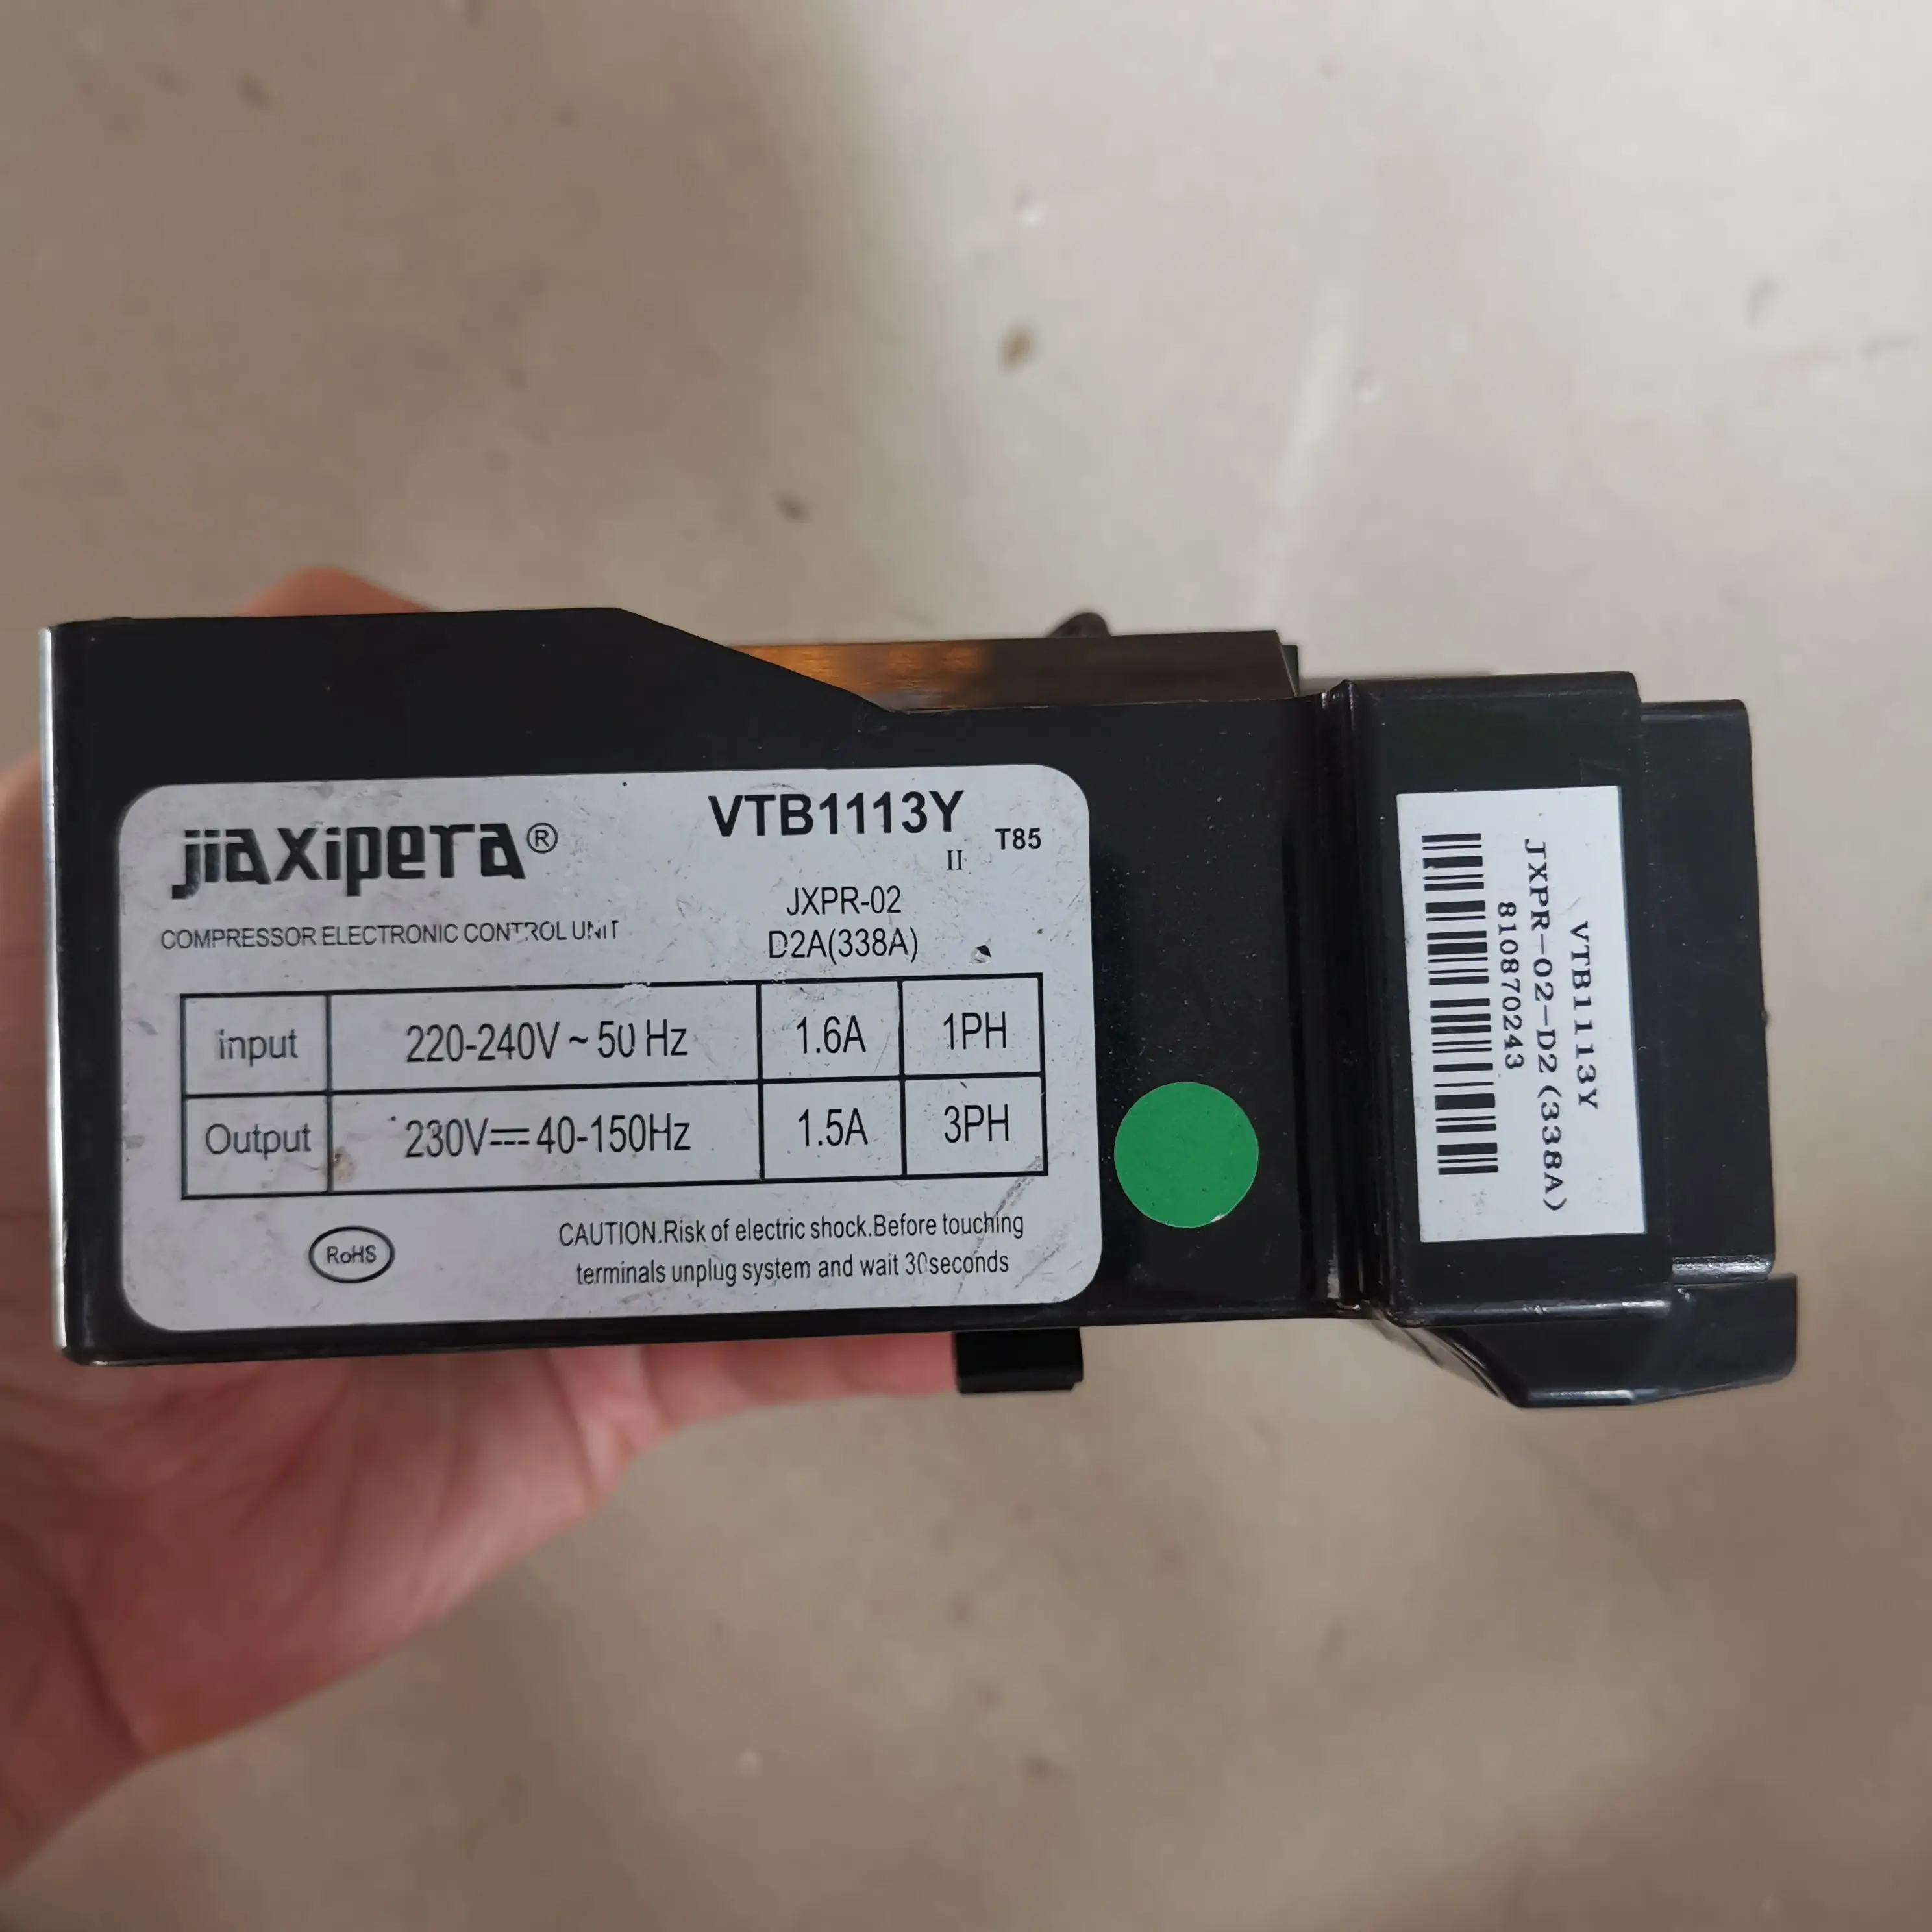 jiaxipera®
VTB1113Y
II
T85
COMPRESSOR ELECTRONIC CONTROL UNIT
JXPR-02
D2A(338A)
input 220-240V ~ 50 Hz 1.6A 1PH
Output 230V⎓40-150Hz 1.5A 3PH
RoHS
CAUTION.Risk of electric shock.Before touching
terminals unplug system and wait 30seconds
VTB1113Y
JXPR-02-D2(338A)
810870243